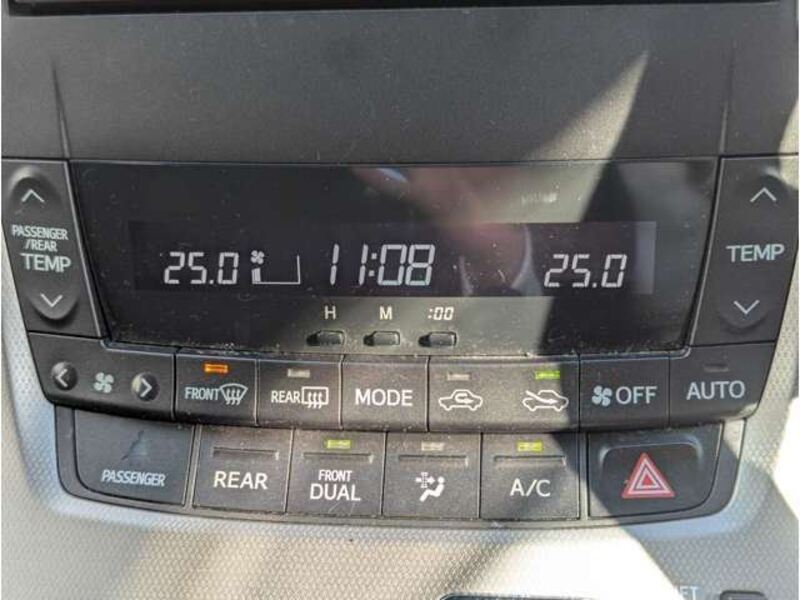 25.0 11:08 25.0
PASSENGER
/REAR
TEMP
TEMP
H M :00
FRONT REAR MODE OFF AUTO
PASSENGER REAR FRONT
DUAL A/C